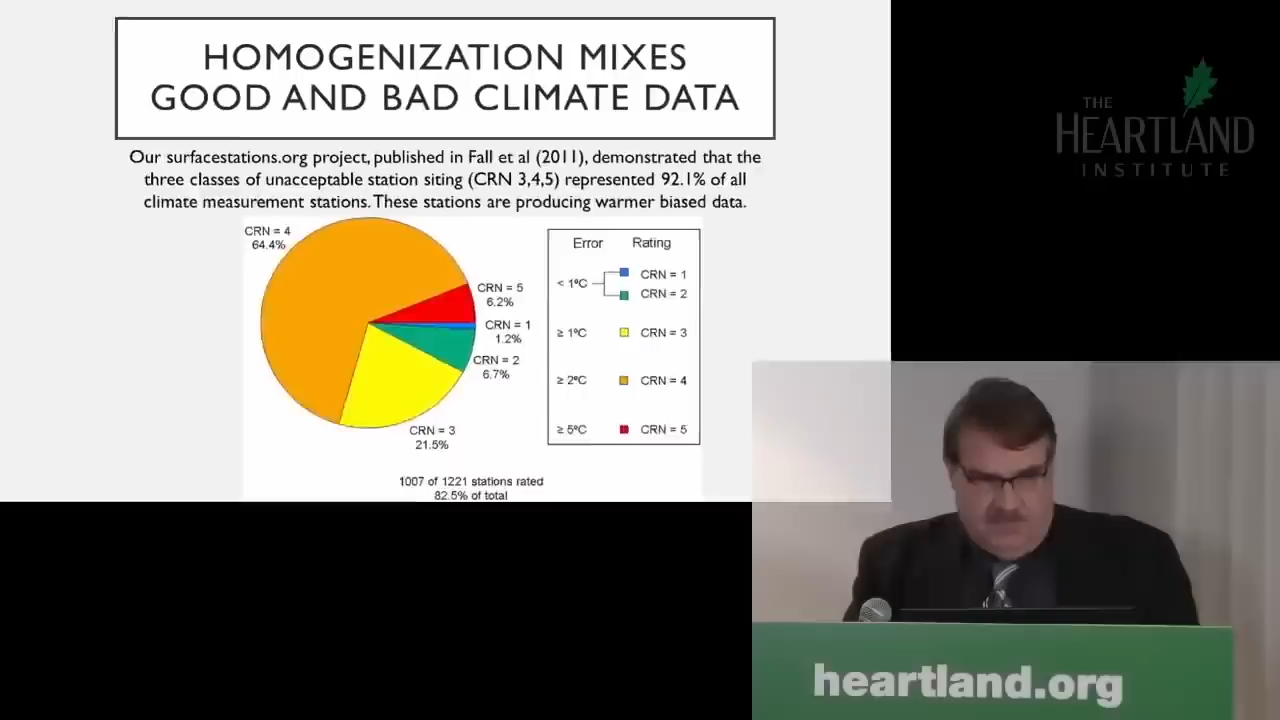 HOMOGENIZATION MIXES
GOOD AND BAD CLIMATE DATA
Our surfacestations.org project, published in Fall et al (2011), demonstrated that the
three classes of unacceptable station siting (CRN 3,4,5) represented 92.1% of all
climate measurement stations. These stations are producing warmer biased data.
CRN = 4
64.4%
CRN = 5
6.2%
CRN = 1
1.2%
CRN = 2
6.7%
CRN = 3
21.5%
Error Rating
< 1ºC
CRN = 1
CRN = 2
≥ 1ºC CRN = 3
≥ 2ºC CRN = 4
≥ 5ºC CRN = 5
1007 of 1221 stations rated
82.5% of total
THE
HEARTLAND
INSTITUTE
heartland.org